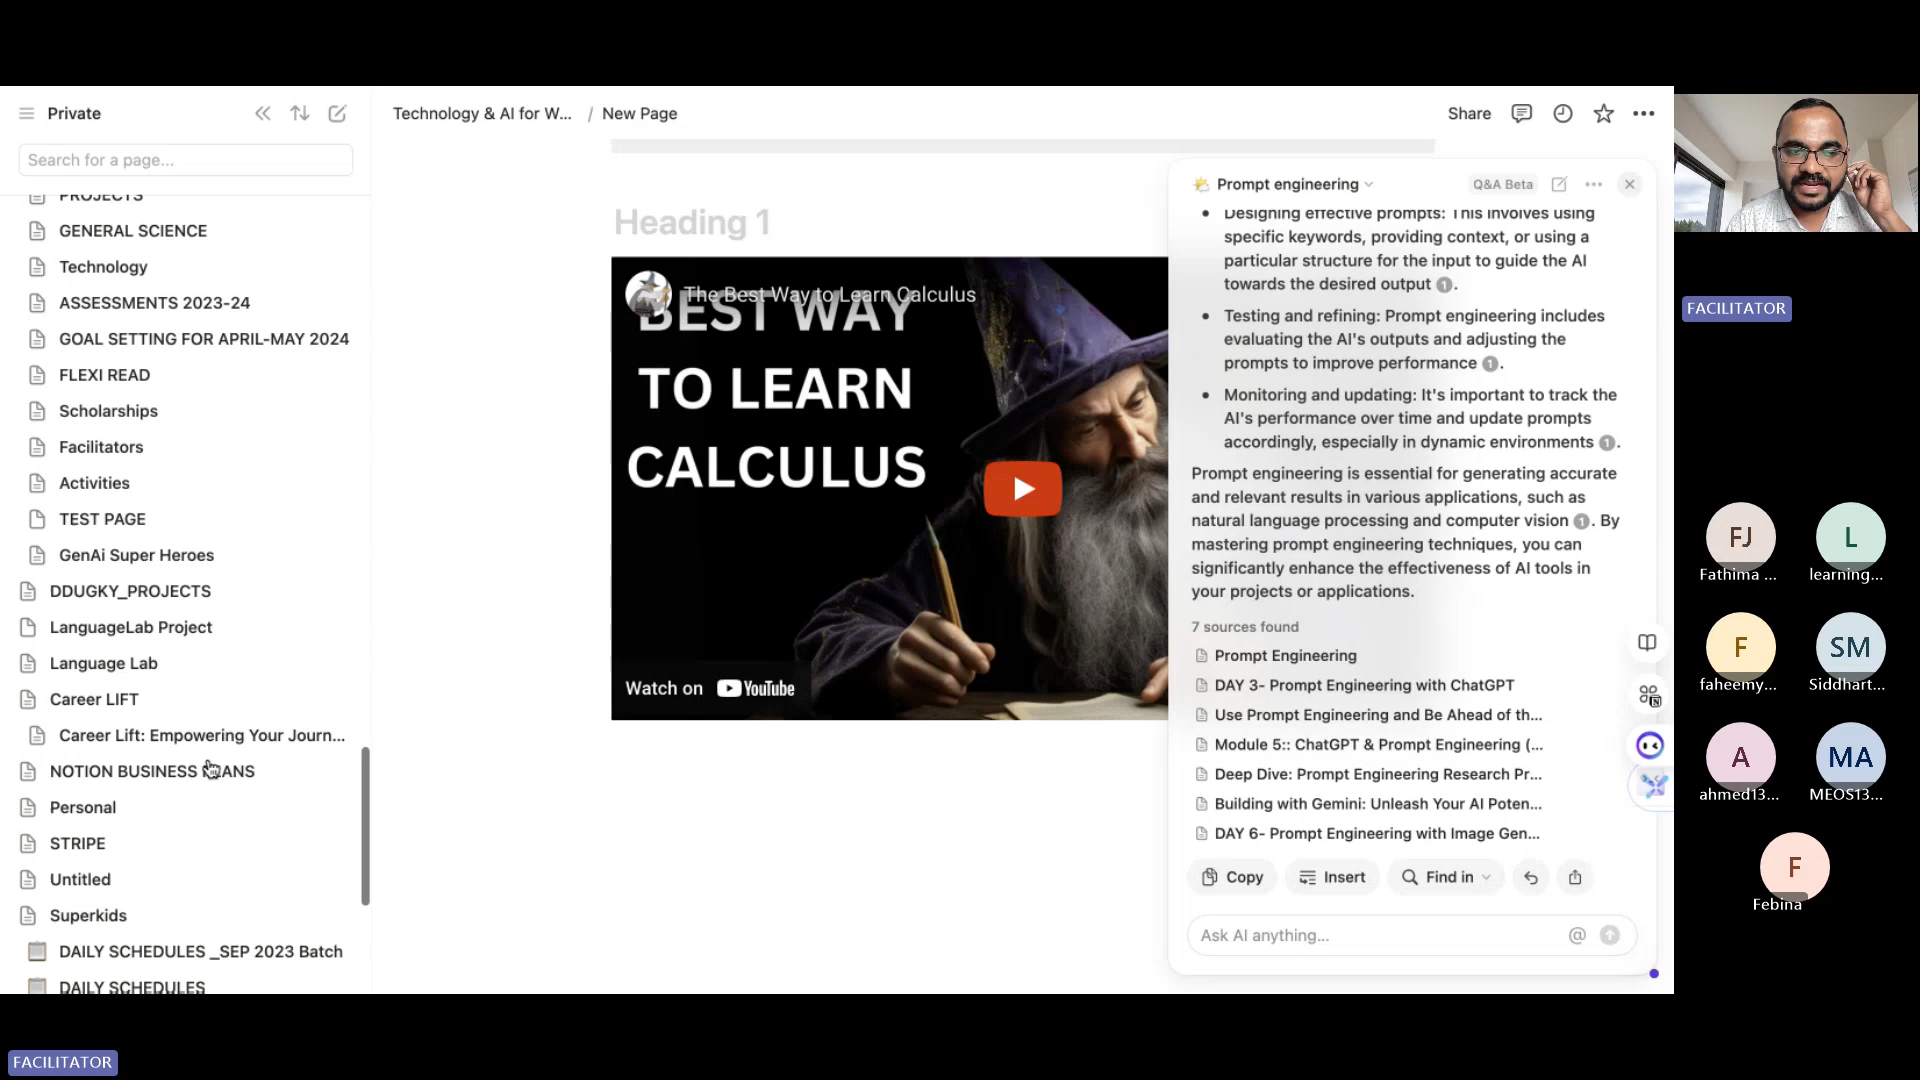 Private
Search for a page...
PROJECTS
GENERAL SCIENCE
Technology
ASSESSMENTS 2023-24
GOAL SETTING FOR APRIL-MAY 2024
FLEXI READ
Scholarships
Facilitators
Activities
TEST PAGE
GenAi Super Heroes
DDUGKY_PROJECTS
LanguageLab Project
Language Lab
Career LIFT
Career Lift: Empowering Your Journ...
NOTION BUSINESS PLANS
Personal
STRIPE
Untitled
Superkids
DAILY SCHEDULES _SEP 2023 Batch
DAILY SCHEDULES
Technology & AI for W... / New Page
Share
Heading 1
The Best Way to Learn Calculus
BEST WAY
TO LEARN
CALCULUS
Watch on YouTube
Prompt engineering
Q&A Beta
Designing effective prompts: This involves using
specific keywords, providing context, or using a
particular structure for the input to guide the AI
towards the desired output 1.
Testing and refining: Prompt engineering includes
evaluating the AI's outputs and adjusting the
prompts to improve performance 1.
Monitoring and updating: It's important to track the
AI's performance over time and update prompts
accordingly, especially in dynamic environments 1.
Prompt engineering is essential for generating accurate
and relevant results in various applications, such as
natural language processing and computer vision 1. By
mastering prompt engineering techniques, you can
significantly enhance the effectiveness of AI tools in
your projects or applications.
7 sources found
Prompt Engineering
DAY 3- Prompt Engineering with ChatGPT
Use Prompt Engineering and Be Ahead of th...
Module 5:: ChatGPT & Prompt Engineering (...
Deep Dive: Prompt Engineering Research Pr...
Building with Gemini: Unleash Your AI Poten...
DAY 6- Prompt Engineering with Image Gen...
Copy
Insert
Find in
Ask AI anything...
@
FACILITATOR
FJ
Fathima ...
L
learning...
F
faheemy...
SM
Siddhart...
A
ahmed13...
MA
MEOS13...
F
Febina
FACILITATOR